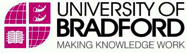 UNIVERSITY OF
BRADFORD
MAKING KNOWLEDGE WORK